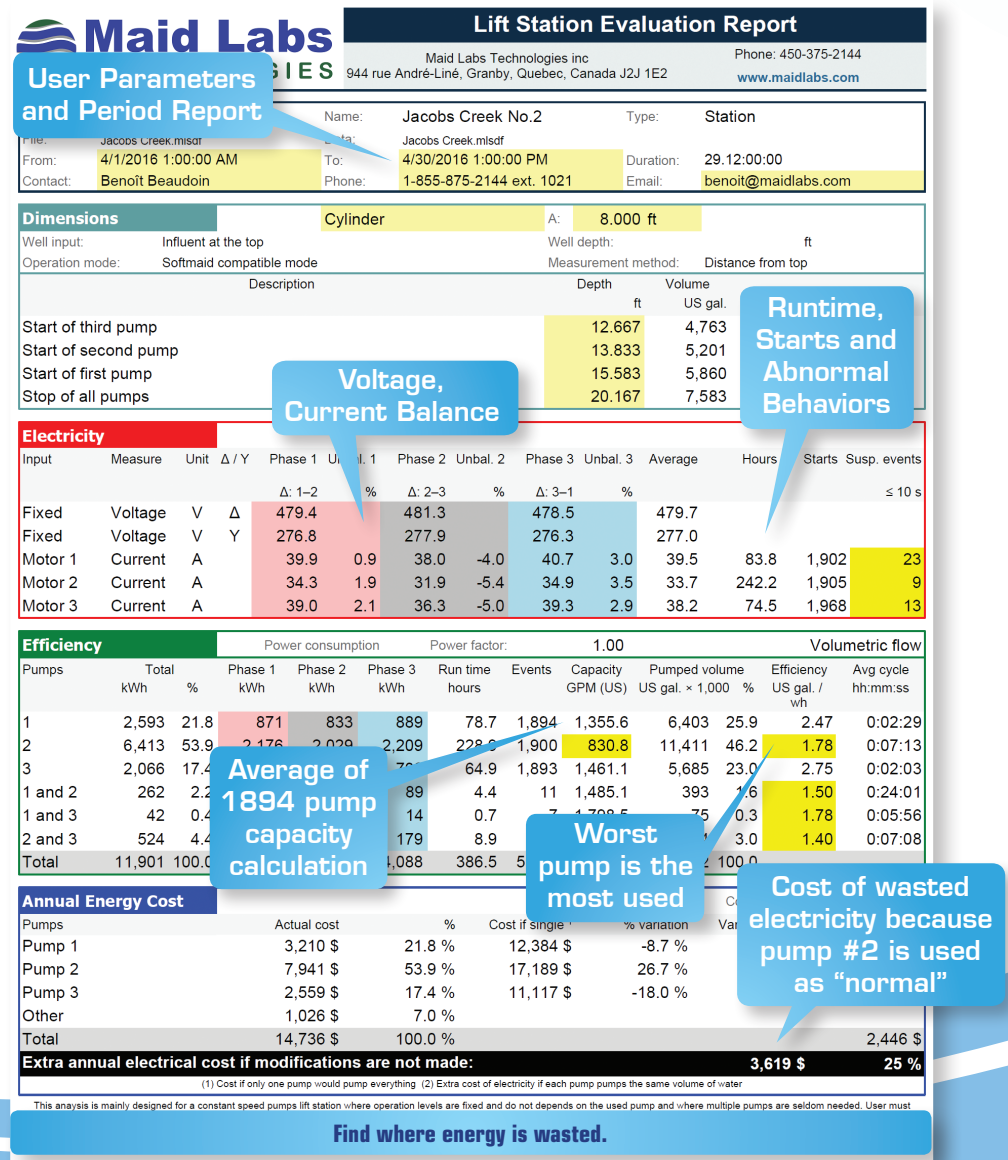 Maid Labs
GIES
Lift Station Evaluation Report
Maid Labs Technologies inc
944 rue André-Liné, Granby, Quebec, Canada J2J 1E2
Phone: 450-375-2144
www.maidlabs.com
User Parameters
and Period Report
Name: Jacobs Creek No.2 Type: Station
File: Jacobs Creek.mlsdf Jacobs Creek.mlsdf
From: 4/1/2016 1:00:00 AM To: 4/30/2016 1:00:00 PM Duration: 29.12:00:00
Contact: Benoît Beaudoin Phone: 1-855-875-2144 ext. 1021 Email: benoit@maidlabs.com
Dimensions Cylinder A: 8.000 ft
Well input: Influent at the top Well depth: ft
Operation mode: Softmaid compatible mode Measurement method: Distance from top
Description Depth Volume
ft US gal.
Start of third pump 12.667 4,763
Start of second pump 13.833 5,201
Start of first pump 15.583 5,860
Stop of all pumps 20.167 7,583
Runtime,
Starts and
Abnormal
Behaviors
Voltage,
Current Balance
Electricity
Input Measure Unit Δ / Y Phase 1 Unbal. 1 Phase 2 Unbal. 2 Phase 3 Unbal. 3 Average Hours Starts Susp. events
Δ: 1–2 % Δ: 2–3 % Δ: 3–1 % ≤ 10 s
Fixed Voltage V Δ 479.4 481.3 478.5 479.7
Fixed Voltage V Y 276.8 277.9 276.3 277.0
Motor 1 Current A 39.9 0.9 38.0 -4.0 40.7 3.0 39.5 83.8 1,902 23
Motor 2 Current A 34.3 1.9 31.9 -5.4 34.9 3.5 33.7 242.2 1,905 9
Motor 3 Current A 39.0 2.1 36.3 -5.0 39.3 2.9 38.2 74.5 1,968 13
Efficiency Power consumption Power factor: 1.00 Volumetric flow
Pumps Total Phase 1 Phase 2 Phase 3 Run time Events Capacity Pumped volume Efficiency Avg cycle
kWh % kWh kWh kWh hours GPM (US) US gal. × 1,000 % US gal. / hh:mm:ss
wh
1 2,593 21.8 871 833 889 78.7 1,894 1,355.6 6,403 25.9 2.47 0:02:29
2 6,413 53.9 2,176 2,029 2,209 1,900 830.8 11,411 46.2 1.78 0:07:13
3 2,066 17.4 64.9 1,893 1,461.1 5,685 23.0 2.75 0:02:03
1 and 2 262 2.2 89 4.4 11 1,485.1 393 1.6 1.50 0:24:01
1 and 3 42 0.4 14 0.7 75 0.3 1.78 0:05:56
2 and 3 524 4.4 179 8.9 3.0 1.40 0:07:08
Total 11,901 100.0 4,088 386.5 100.0
Average of
1894 pump
capacity
calculation
Worst
pump is the
most used
Cost of wasted
electricity because
pump #2 is used
as “normal”
Annual Energy Cost
Pumps Actual cost % Cost if single % variation
Pump 1 3,210 $ 21.8 % 12,384 $ -8.7 %
Pump 2 7,941 $ 53.9 % 17,189 $ 26.7 %
Pump 3 2,559 $ 17.4 % 11,117 $ -18.0 %
Other 1,026 $ 7.0 %
Total 14,736 $ 100.0 % 2,446 $
Extra annual electrical cost if modifications are not made: 3,619 $ 25 %
(1) Cost if only one pump would pump everything (2) Extra cost of electricity if each pump pumps the same volume of water
This anaysis is mainly designed for a constant speed pumps lift station where operation levels are fixed and do not depends on the used pump and where multiple pumps are seldom needed. User must
Find where energy is wasted.